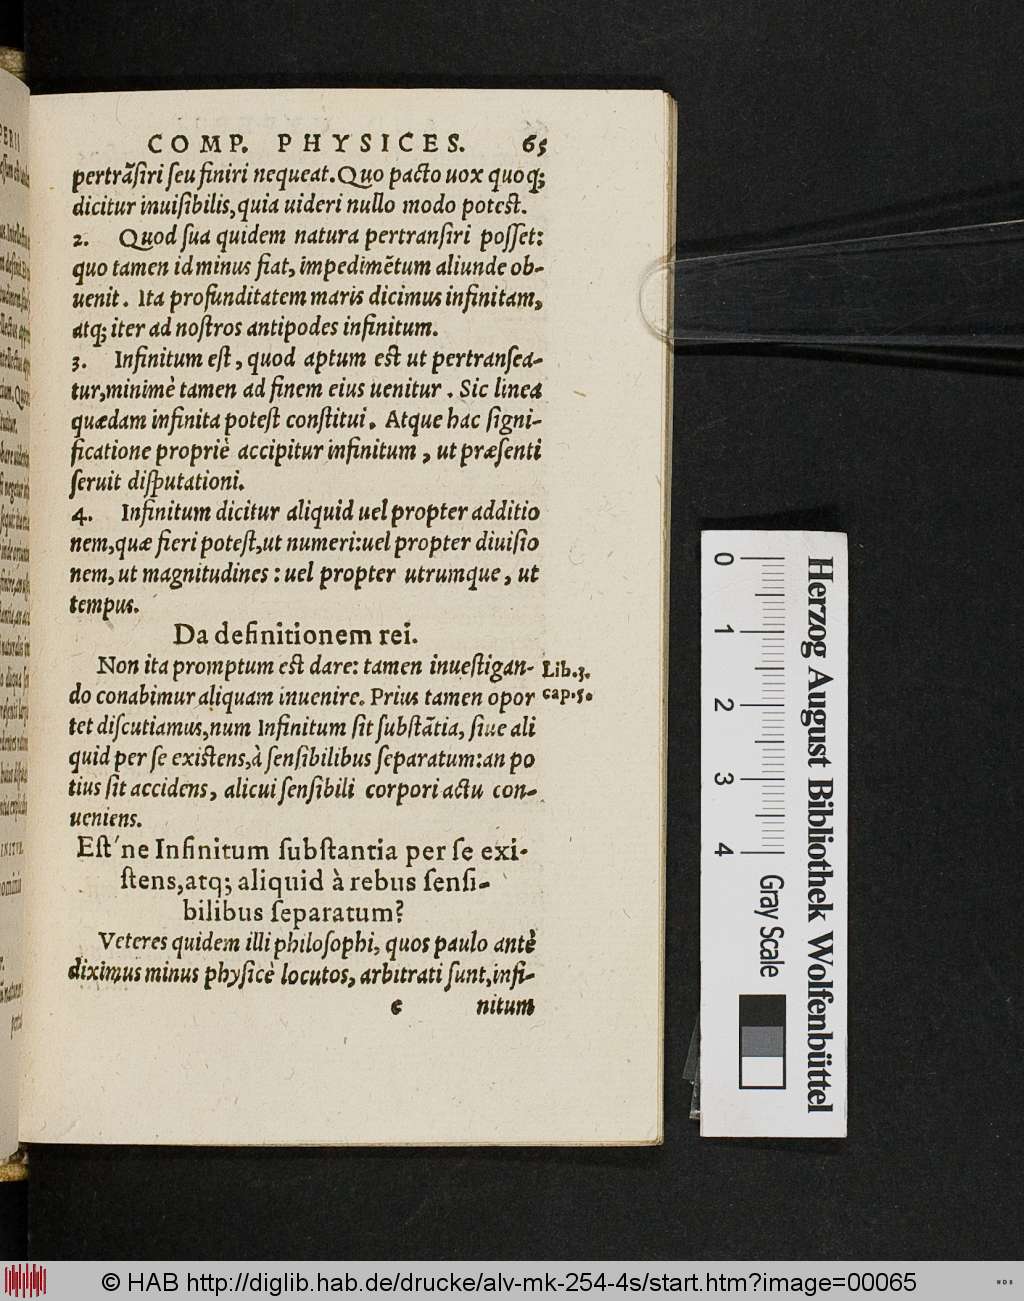 COMP. PHYSICES. 65
pertrãſiri ſeu finiri nequeat. Quo pacto uox quoq;
dicitur inuiſibilis, quia uideri nullo modo poteſt.
2. Quod ſua quidem natura pertranſiri poſſet:
quo tamen id minus fiat, impedimẽtum aliunde ob-
uenit. Ita profunditatem maris dicimus infinitam,
atq; iter ad noſtros antipodes infinitum.
3. Infinitum eſt, quod aptum eſt ut pertranſea-
tur, minimè tamen ad finem eius uenitur. Sic linea
quædam infinita poteſt conſtitui. Atque hac ſigni-
ficatione propriè accipitur infinitum, ut præſenti
ſeruit diſputationi.
4. Infinitum dicitur aliquid uel propter additio
nem, quæ fieri poteſt, ut numeri: uel propter diuiſio
nem, ut magnitudines: uel propter utrumque, ut
tempus.
Da definitionem rei.
Non ita promptum eſt dare: tamen inueſtigan- Lib.3.
do conabimur aliquam inuenire. Prius tamen opor cap.5.
tet diſcutiamus, num Infinitum ſit ſubſtãtia, ſiue ali
quid per ſe exiſtens, à ſenſibilibus ſeparatum: an po
tius ſit accidens, alicui ſenſibili corpori actu con-
ueniens.
Eſt'ne Infinitum ſubſtantia per ſe exi-
ſtens, atq; aliquid à rebus ſenſi-
bilibus ſeparatum?
Veteres quidem illi philoſophi, quos paulo antè
diximus minus phyſicè locutos, arbitrati ſunt, infi-
e nitum
0 1 2 3 4
Gray Scale
Herzog August Bibliothek Wolfenbüttel
© HAB http://diglib.hab.de/drucke/alv-mk-254-4s/start.htm?image=00065